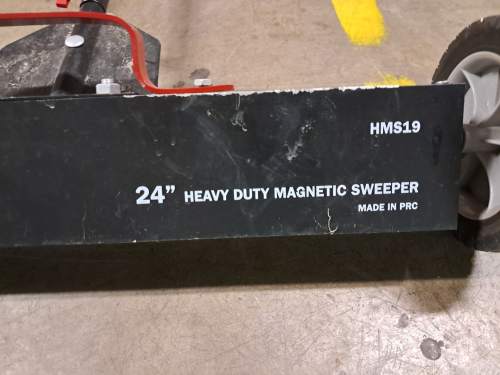 HMS19
24” HEAVY DUTY MAGNETIC SWEEPER
MADE IN PRC